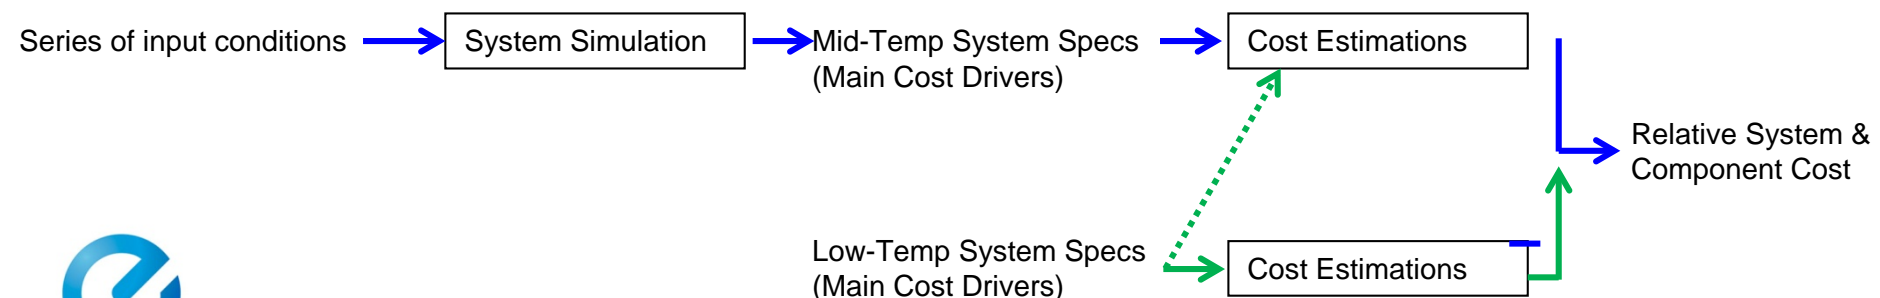 Series of input conditions
System Simulation
Mid-Temp System Specs
(Main Cost Drivers)
Cost Estimations
Relative System &
Component Cost
Low-Temp System Specs
(Main Cost Drivers)
Cost Estimations